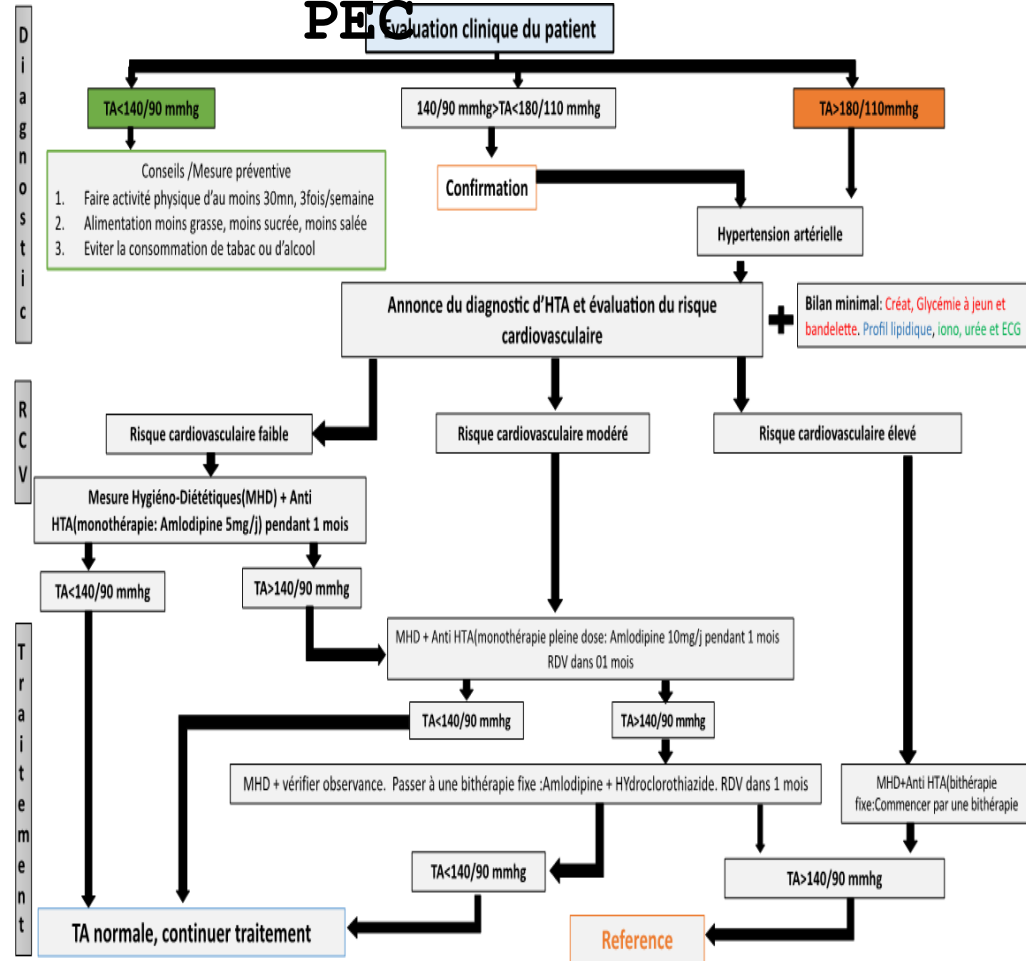 PEC
Evaluation clinique du patient
Diagnostic
TA<140/90 mmhg
140/90 mmhg>TA<180/110 mmhg
TA>180/110mmhg
Conseils /Mesure préventive
1. Faire activité physique d'au moins 30mn, 3fois/semaine
2. Alimentation moins grasse, moins sucrée, moins salée
3. Eviter la consommation de tabac ou d'alcool
Confirmation
Hypertension artérielle
Annonce du diagnostic d'HTA et évaluation du risque
cardiovasculaire
Bilan minimal: Créat, Glycémie à jeun et
bandelette. Profil lipidique, iono, urée et ECG
RCV
Risque cardiovasculaire faible
Risque cardiovasculaire modéré
Risque cardiovasculaire élevé
Mesure Hygiéno-Diététiques(MHD) + Anti
HTA(monothérapie: Amlodipine 5mg/j) pendant 1 mois
TA<140/90 mmhg
TA>140/90 mmhg
Traitement
MHD + Anti HTA(monothérapie pleine dose: Amlodipine 10mg/j pendant 1 mois
RDV dans 01 mois
TA<140/90 mmhg
TA>140/90 mmhg
MHD + vérifier observance. Passer à une bithérapie fixe :Amlodipine + HYdroclorothiazide. RDV dans 1 mois
MHD+Anti HTA(bithérapie
fixe:Commencer par une bithérapie
TA<140/90 mmhg
TA>140/90 mmhg
TA normale, continuer traitement
Reference